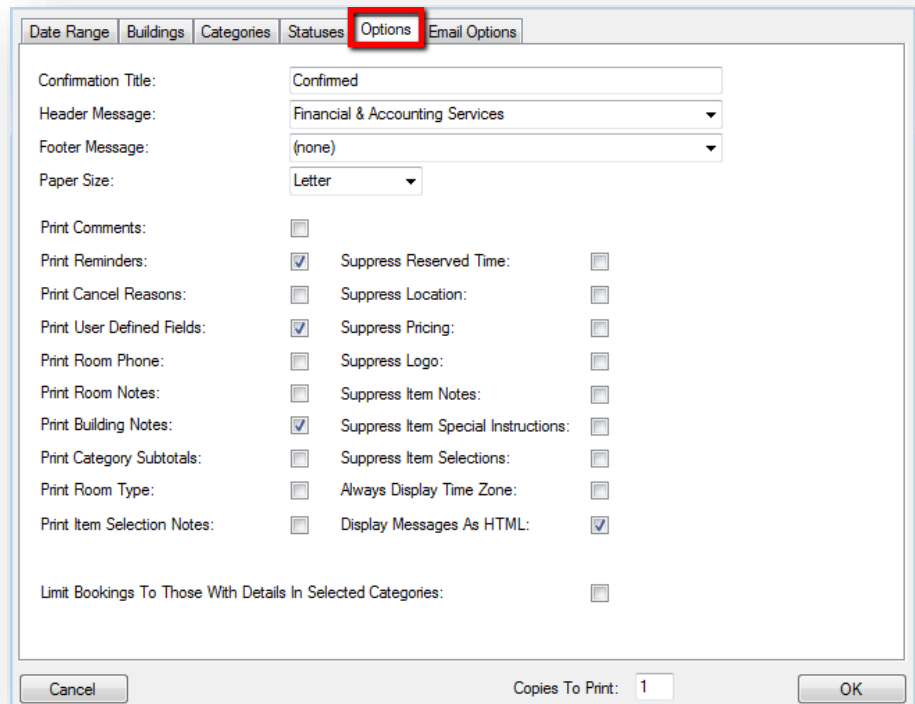 Date Range Buildings Categories Statuses Options Email Options
Confirmation Title: Confirmed
Header Message: Financial & Accounting Services
Footer Message: (none)
Paper Size: Letter
Print Comments:
Print Reminders: Suppress Reserved Time:
Print Cancel Reasons: Suppress Location:
Print User Defined Fields: Suppress Pricing:
Print Room Phone: Suppress Logo:
Print Room Notes: Suppress Item Notes:
Print Building Notes: Suppress Item Special Instructions:
Print Category Subtotals: Suppress Item Selections:
Print Room Type: Always Display Time Zone:
Print Item Selection Notes: Display Messages As HTML:
Limit Bookings To Those With Details In Selected Categories:
Cancel Copies To Print: 1 OK